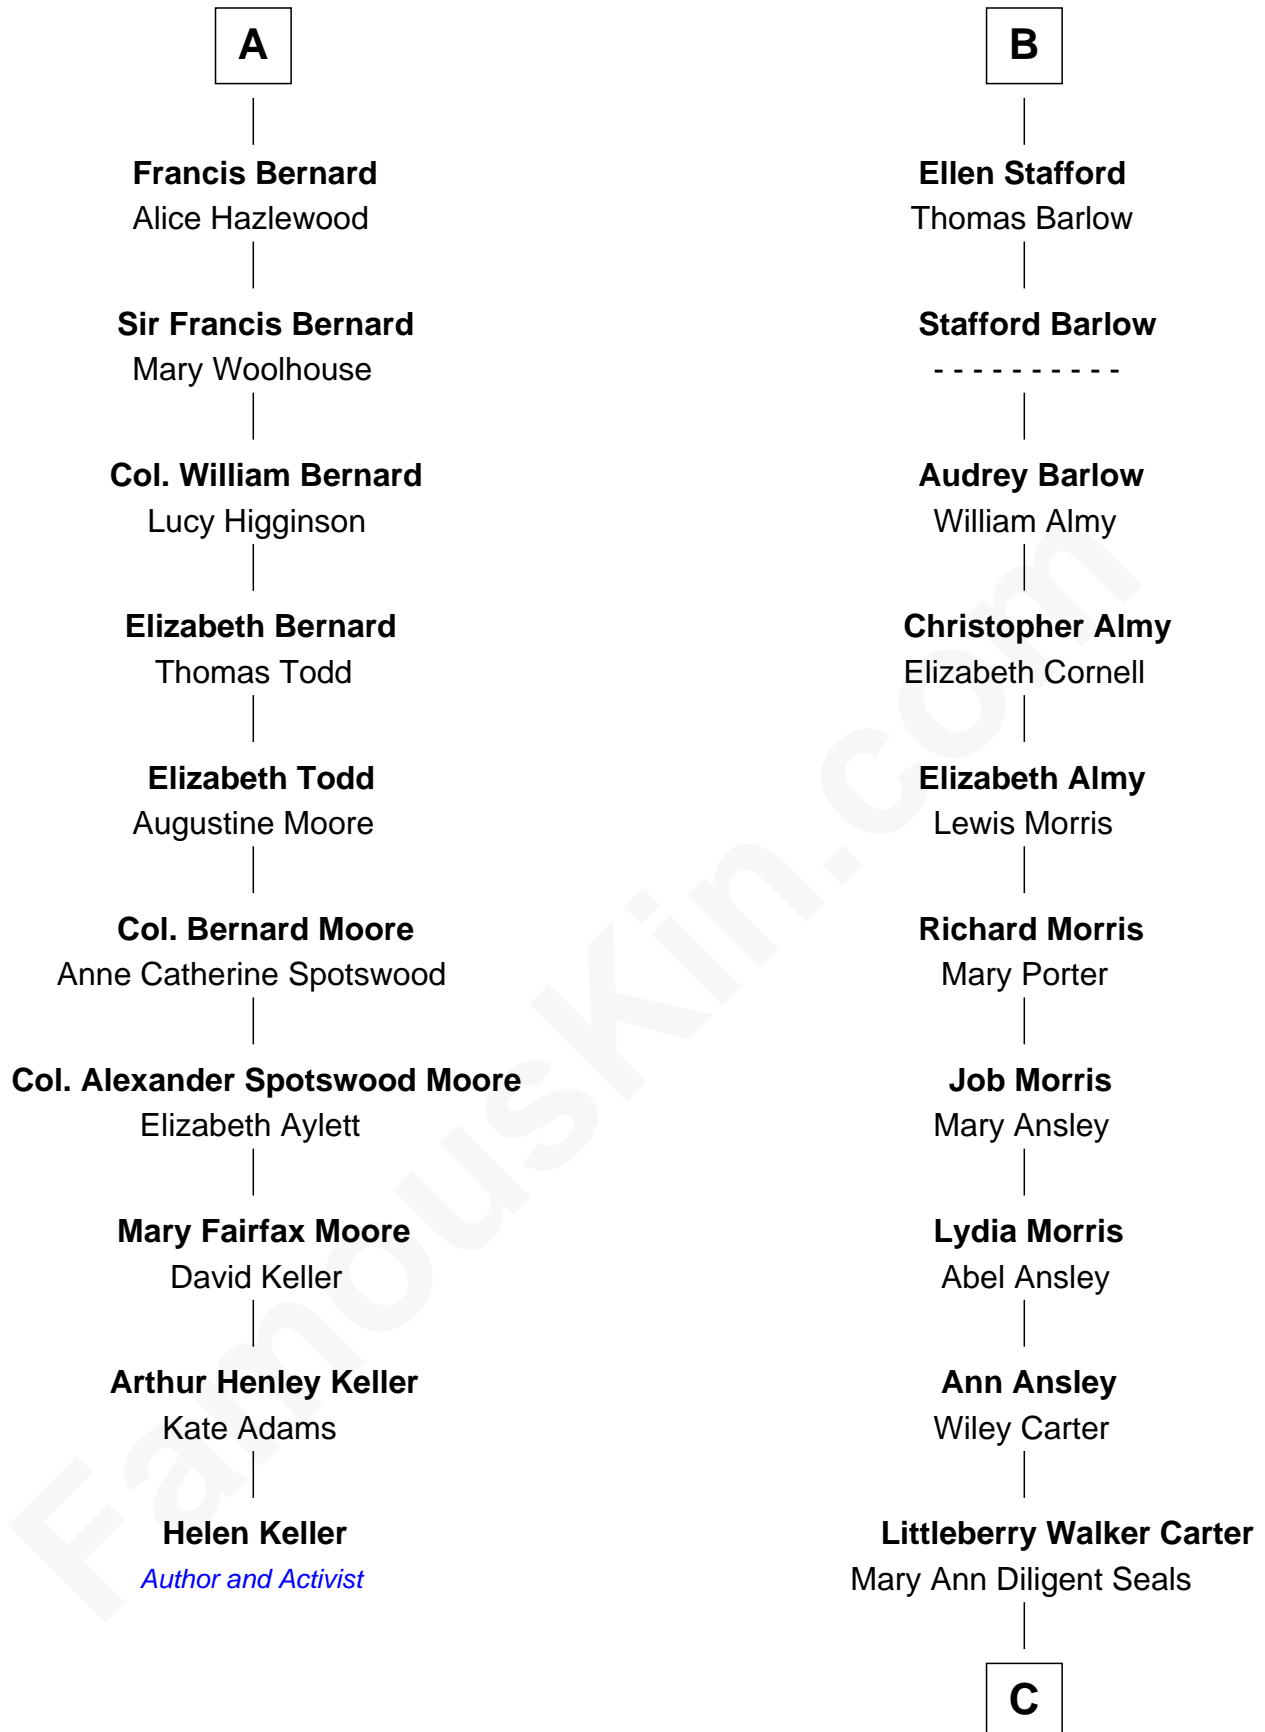 A
Francis Bernard
Alice Hazlewood
Sir Francis Bernard
Mary Woolhouse
Col. William Bernard
Lucy Higginson
Elizabeth Bernard
Thomas Todd
Elizabeth Todd
Augustine Moore
Col. Bernard Moore
Anne Catherine Spotswood
Col. Alexander Spotswood Moore
Elizabeth Aylett
Mary Fairfax Moore
David Keller
Arthur Henley Keller
Kate Adams
Helen Keller
Author and Activist
B
Ellen Stafford
Thomas Barlow
Stafford Barlow
- - - - - - - - - -
Audrey Barlow
William Almy
Christopher Almy
Elizabeth Cornell
Elizabeth Almy
Lewis Morris
Richard Morris
Mary Porter
Job Morris
Mary Ansley
Lydia Morris
Abel Ansley
Ann Ansley
Wiley Carter
Littleberry Walker Carter
Mary Ann Diligent Seals
C
FamousKin.com